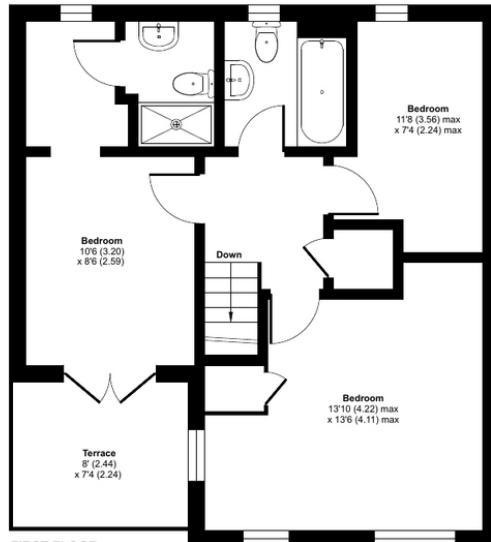 Bedroom
11'8 (3.56) max
x 7'4 (2.24) max
Bedroom
10'6 (3.20)
x 8'6 (2.59)
Down
Bedroom
13'10 (4.22) max
x 13'6 (4.11) max
Terrace
8' (2.44)
x 7'4 (2.24)